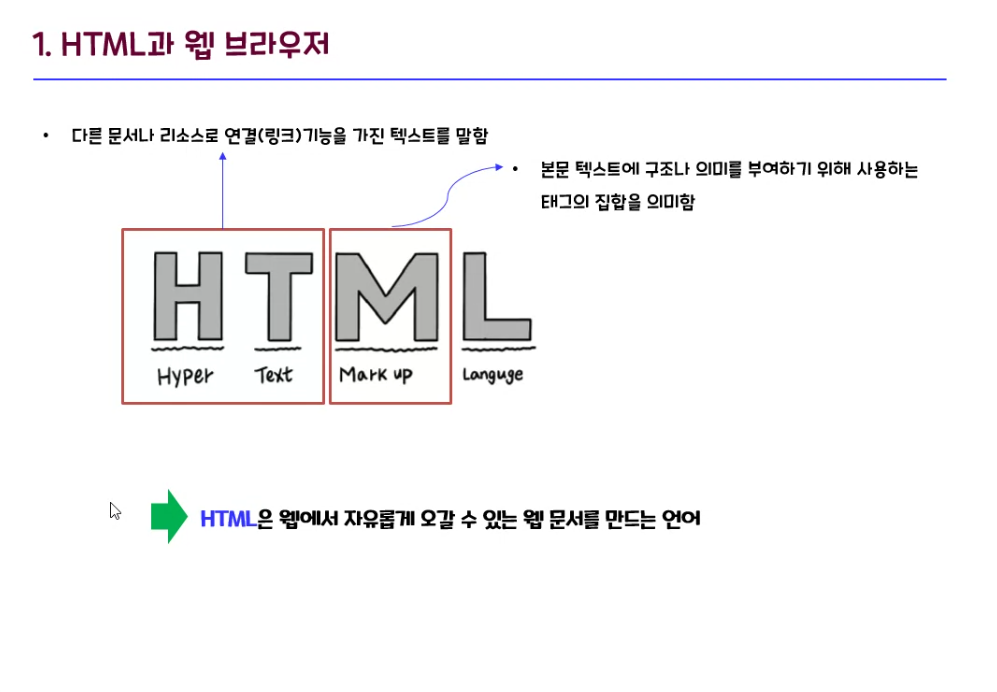 1. HTML과 웹 브라우저
• 다른 문서나 리소스로 연결(링크)기능을 가진 텍스트를 말함
• 본문 텍스트에 구조나 의미를 부여하기 위해 사용하는
태그의 집합을 의미함
HTML
Hyper Text Mark up Languge
HTML은 웹에서 자유롭게 오갈 수 있는 웹 문서를 만드는 언어